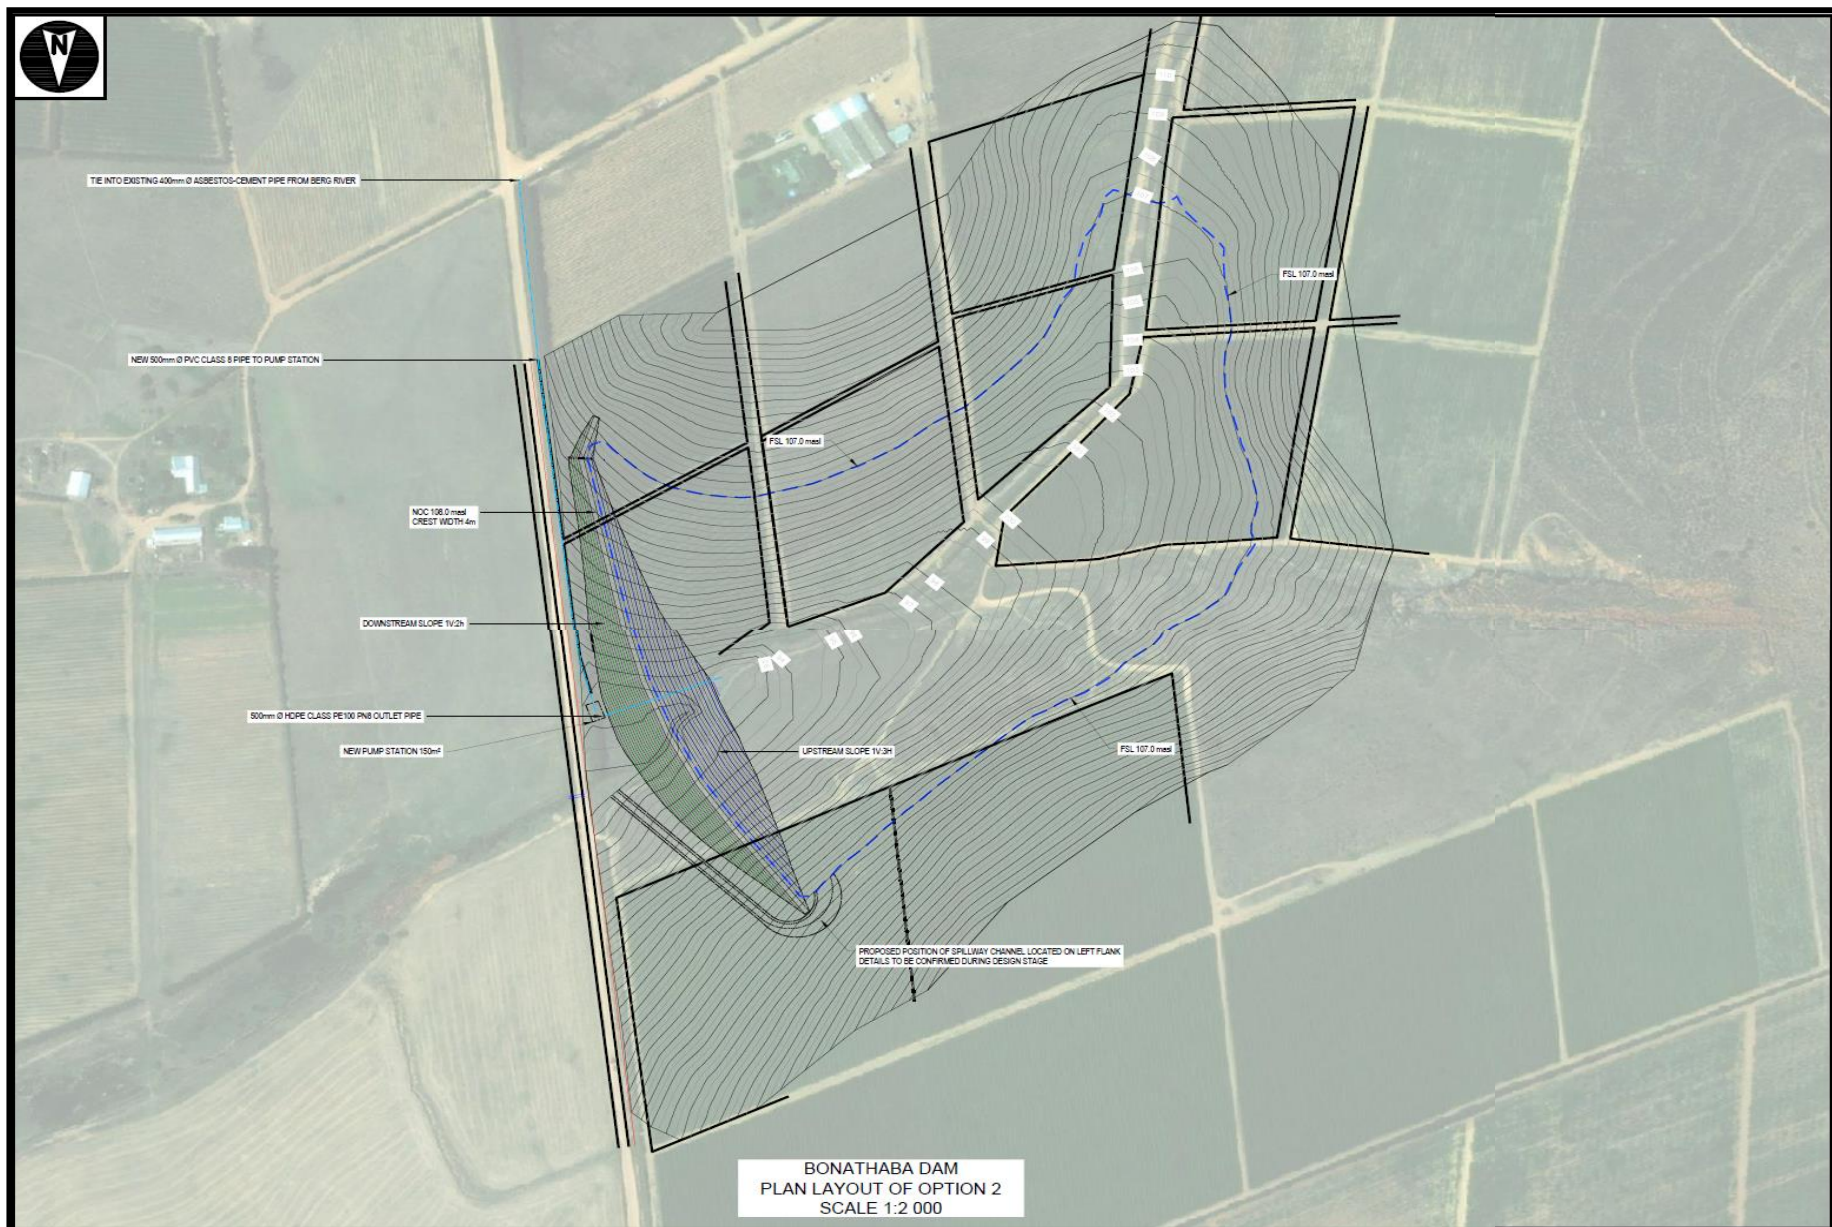 N
TIE INTO EXISTING 400mm Ø ASBESTOS-CEMENT PIPE FROM BERG RIVER
FSL 107.0 masl
NEW 500mm Ø PVC CLASS 8 PIPE TO PUMP STATION
FSL 107.0 masl
NOC 108.0 masl
CREST WIDTH 4m
DOWNSTREAM SLOPE 1V:2h
500mm Ø HDPE CLASS PE100 PN8 OUTLET PIPE
NEW PUMP STATION 150m²
UPSTREAM SLOPE 1V:3H
FSL 107.0 masl
PROPOSED POSITION OF SPILLWAY CHANNEL LOCATED ON LEFT FLANK
DETAILS TO BE CONFIRMED DURING DESIGN STAGE
BONATHABA DAM
PLAN LAYOUT OF OPTION 2
SCALE 1:2 000